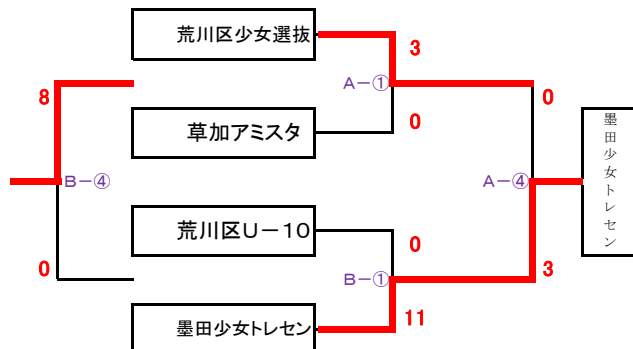 荒川区少女選抜
3
A－①
8
0
0
草加アミスタ
墨田少女トレセン
B－④
A－④
荒川区U－10
0
0
3
B－①
11
墨田少女トレセン